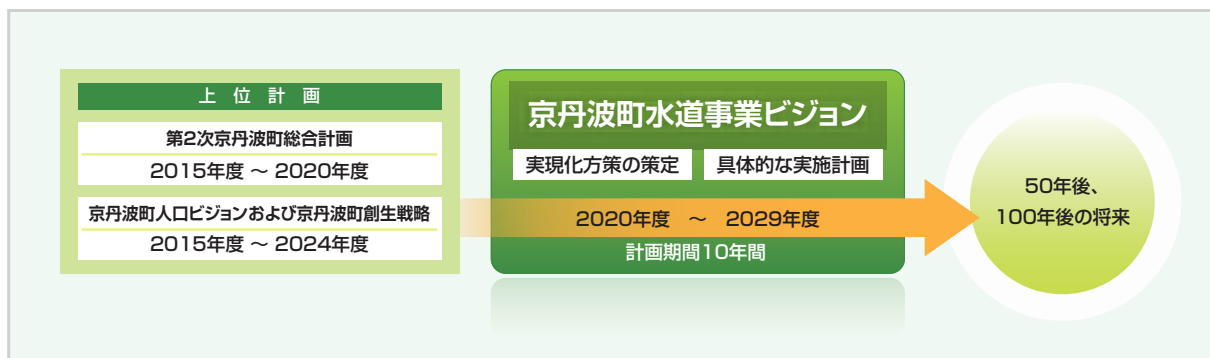 上位計画
第2次京丹波町総合計画
2015年度 ～ 2020年度
京丹波町人口ビジョンおよび京丹波町創生戦略
2015年度 ～ 2024年度
京丹波町水道事業ビジョン
実現化方策の策定
具体的な実施計画
2020年度 ～ 2029年度
計画期間10年間
50年後、
100年後の将来